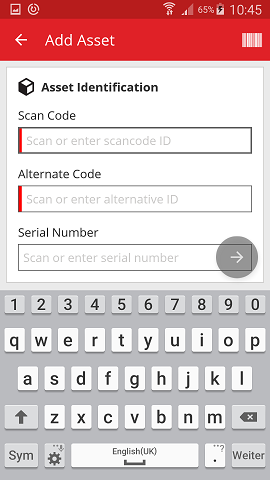 65% 10:45
Add Asset
Asset Identification
Scan Code
Scan or enter scancode ID
Alternate Code
Scan or enter alternative ID
Serial Number
Scan or enter serial number
1 2 3 4 5 6 7 8 9 0
q w e r t y u i o p
a s d f g h j k l
z x c v b n m
Sym English(UK) . ? Weiter